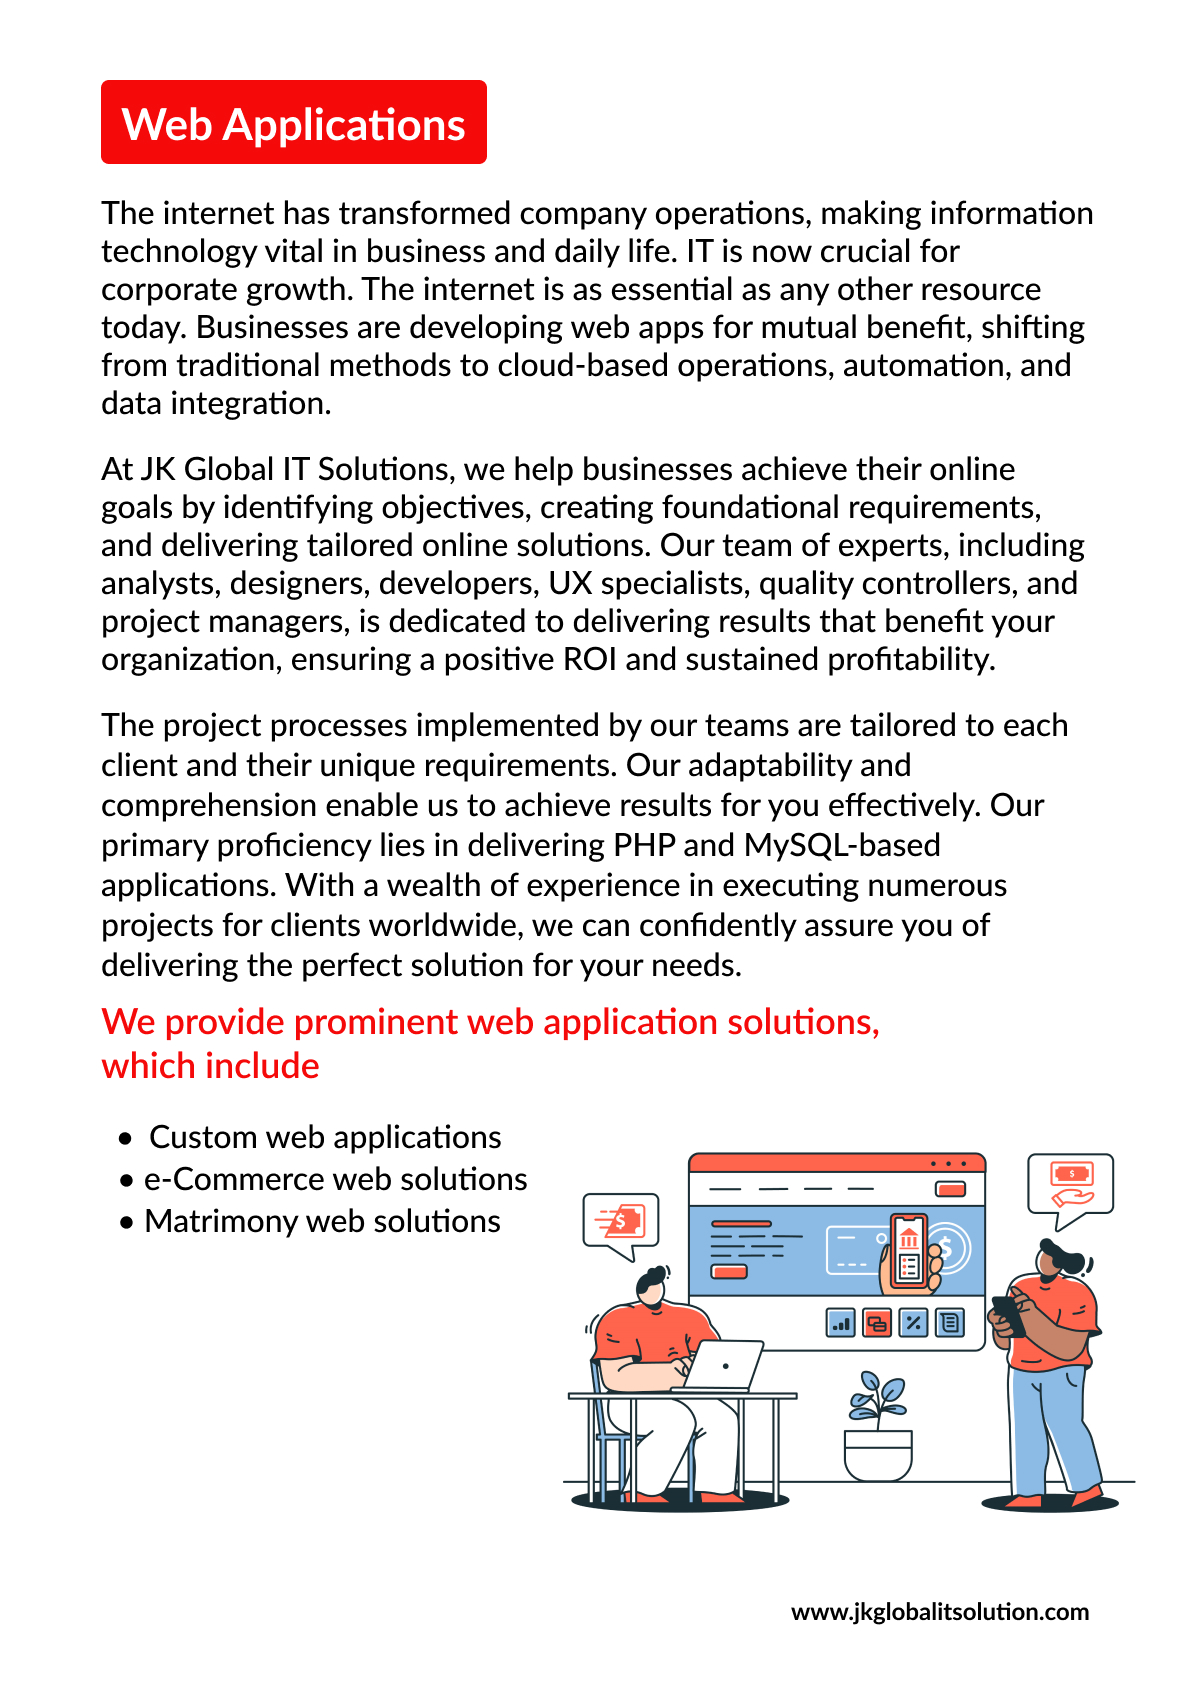 Web Applications
The internet has transformed company operations, making information
technology vital in business and daily life. IT is now crucial for
corporate growth. The internet is as essential as any other resource
today. Businesses are developing web apps for mutual benefit, shifting
from traditional methods to cloud-based operations, automation, and
data integration.
At JK Global IT Solutions, we help businesses achieve their online
goals by identifying objectives, creating foundational requirements,
and delivering tailored online solutions. Our team of experts, including
analysts, designers, developers, UX specialists, quality controllers, and
project managers, is dedicated to delivering results that benefit your
organization, ensuring a positive ROI and sustained profitability.
The project processes implemented by our teams are tailored to each
client and their unique requirements. Our adaptability and
comprehension enable us to achieve results for you effectively. Our
primary proficiency lies in delivering PHP and MySQL-based
applications. With a wealth of experience in executing numerous
projects for clients worldwide, we can confidently assure you of
delivering the perfect solution for your needs.
We provide prominent web application solutions,
which include
• Custom web applications
• e-Commerce web solutions
• Matrimony web solutions
$
$
$
%
www.jkglobalitsolution.com